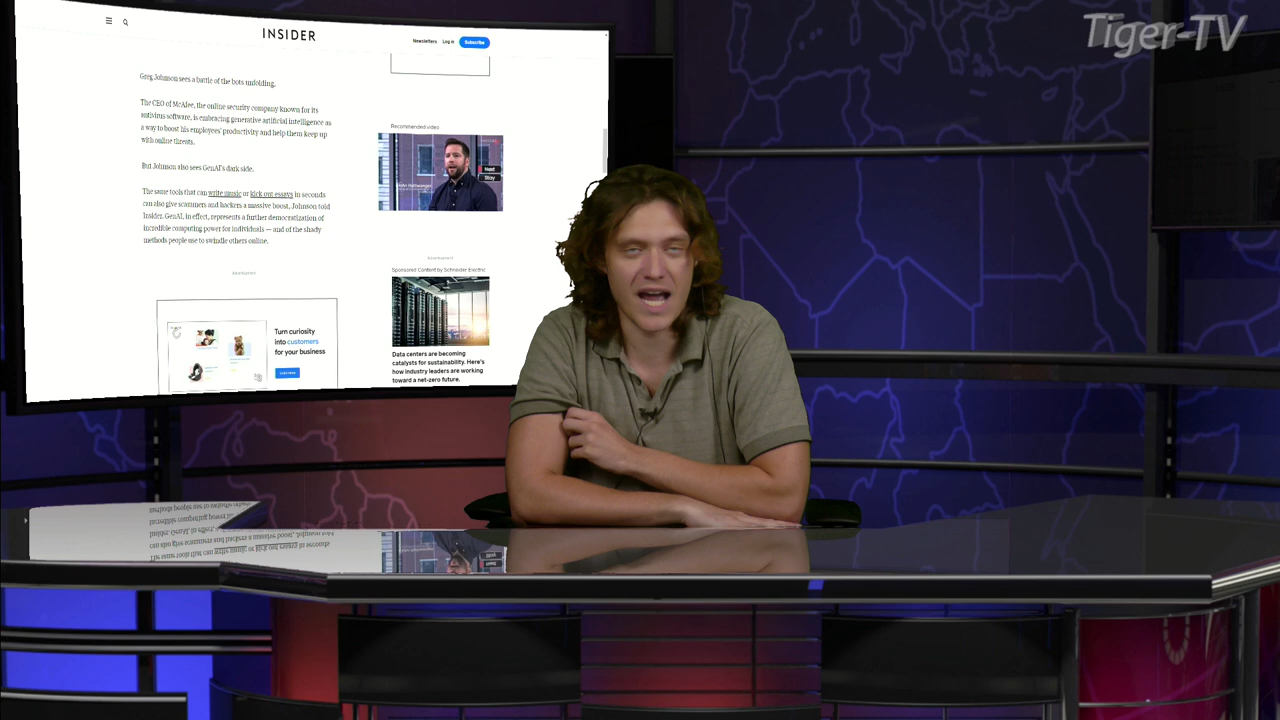 INSIDER
Newsletters Log in Subscribe
Tiger-TV
Greg Johnson sees a battle of the bots unfolding.
The CEO of McAfee, the online security company known for its
antivirus software, is embracing generative artificial intelligence as
a way to boost his employees' productivity and help them keep up
with online threats.
But Johnson also sees GenAI's dark side.
The same tools that can write music or kick out essays in seconds
can also give scammers and hackers a massive boost, Johnson told
Insider. GenAI, in effect, represents a further democratization of
incredible computing power for individuals — and of the shady
methods people use to swindle others online.
Advertisement
Turn curiosity
into customers
for your business
Recommended video
Next
Stay
Advertisement
Sponsored Content by Schneider Electric
Data centers are becoming
catalysts for sustainability. Here's
how industry leaders are working
toward a net-zero future.